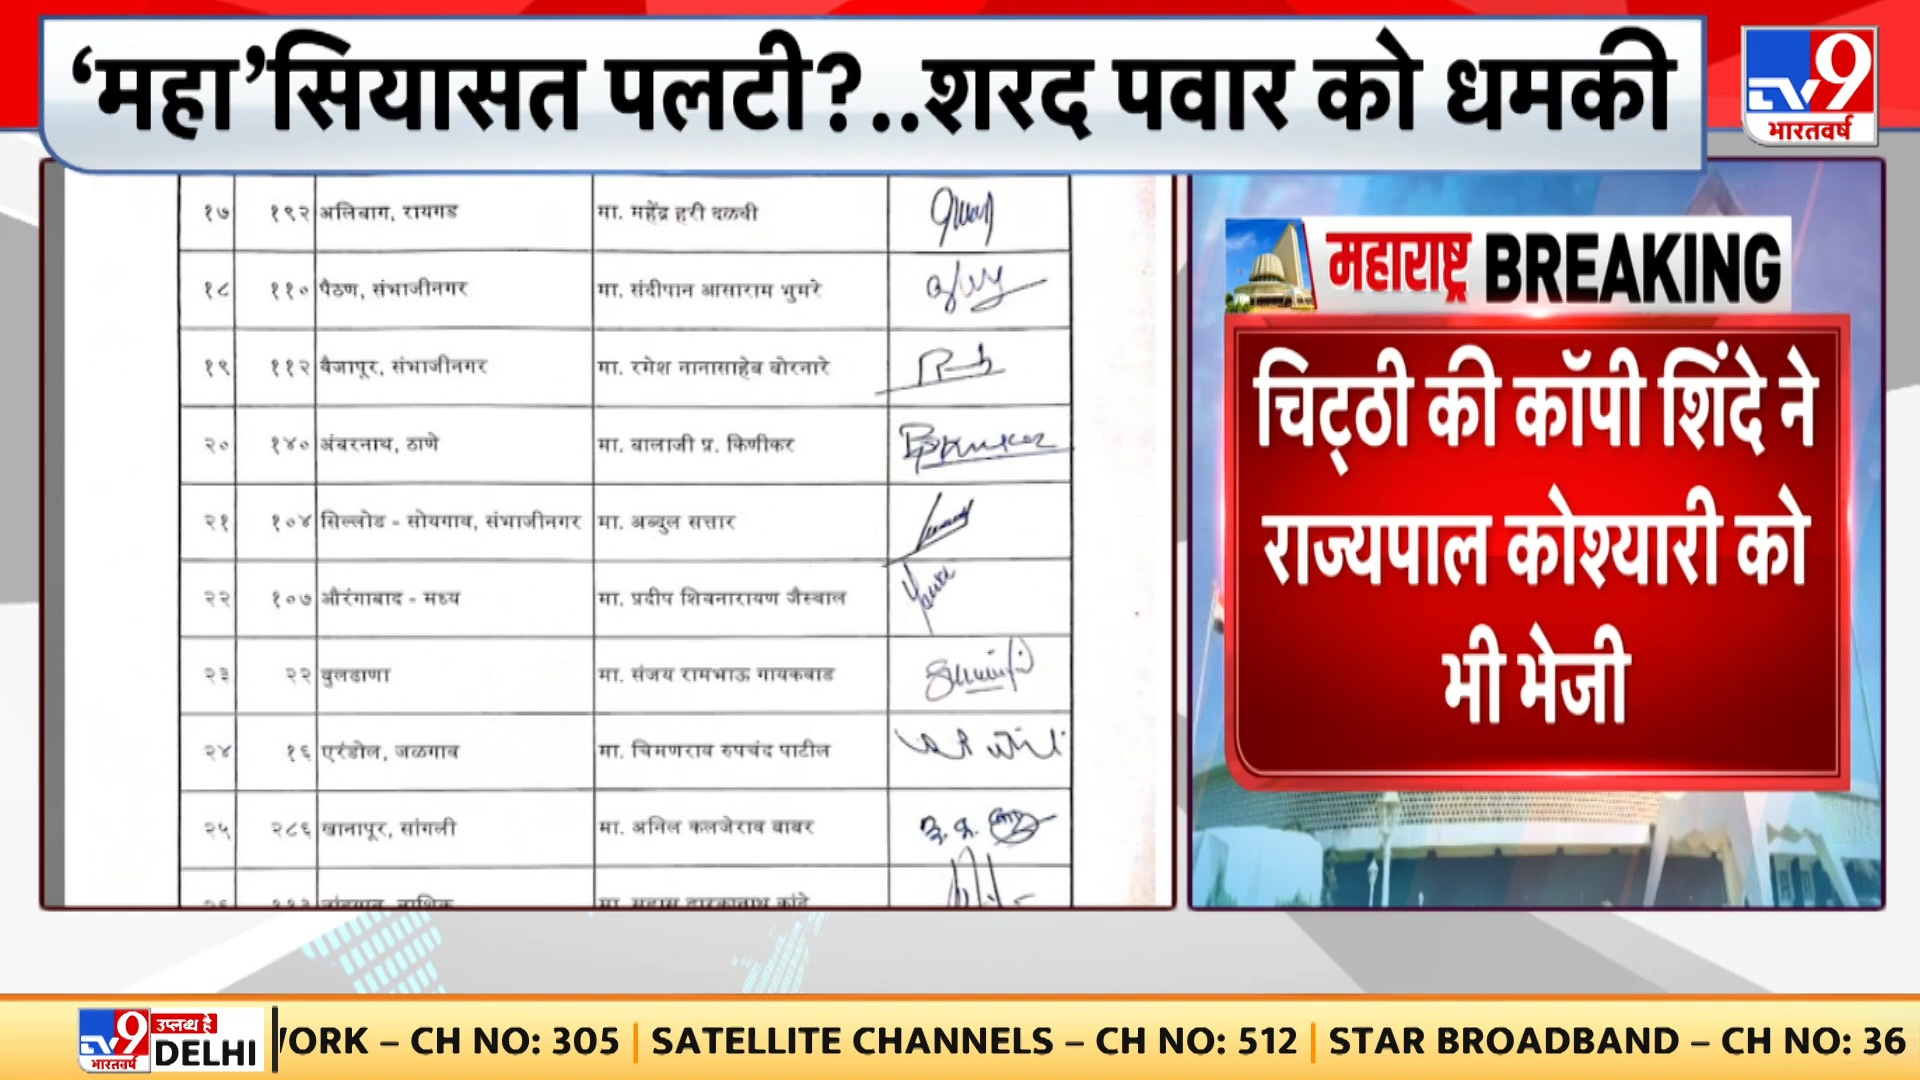 ‘महा’सियासत पलटी?..शरद पवार को धमकी
TV9
भारतवर्ष
१७ १९२ अलिबाग, रायगड मा. महेंद्र हरी दळवी
१८ ११० पैठण, संभाजीनगर मा. संदीपान आसाराम भुमरे
१९ ११२ वैजापूर, संभाजीनगर मा. रमेश नानासाहेब बोरनारे
२० १४० अंबरनाथ, ठाणे मा. बालाजी प्र. किणीकर
२१ १०४ सिल्लोड - सोयगाव, संभाजीनगर मा. अब्दुल सत्तार
२२ १०७ औरंगाबाद - मध्य मा. प्रदीप शिवनारायण जैस्वाल
२३ २२ बुलडाणा मा. संजय रामभाऊ गायकवाड
२४ १६ एरंडोल, जळगाव मा. चिमणराव रुपचंद पाटील
२५ २८६ खानापूर, सांगली मा. अनिल कलजेराव बाबर
महाराष्ट्र BREAKING
चिट्ठी की कॉपी शिंदे ने
राज्यपाल कोश्यारी को
भी भेजी
TV9 भारतवर्ष उप्लब्ध है DELHI
WORK – CH NO: 305 | SATELLITE CHANNELS – CH NO: 512 | STAR BROADBAND – CH NO: 36